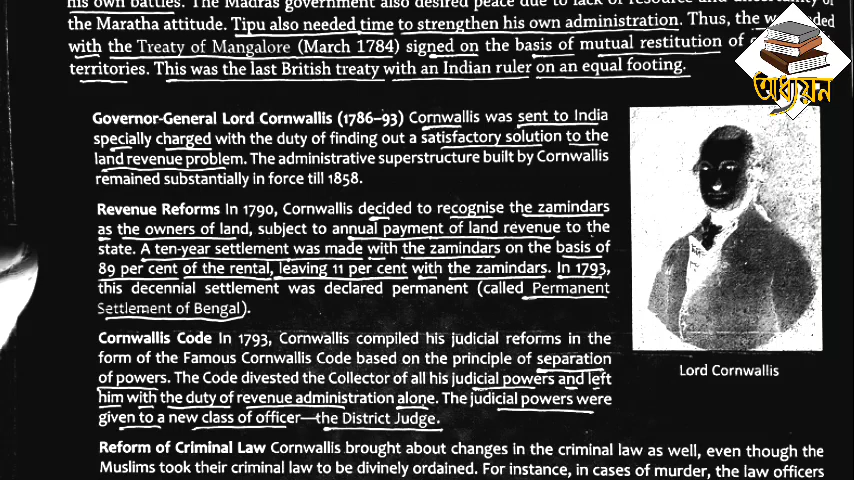 his own battles. The Madras government also desired peace due to lack of resource and uncertainty of
the Maratha attitude. Tipu also needed time to strengthen his own administration. Thus, the
with the Treaty of Mangalore (March 1784) signed on the basis of mutual restitution of
territories. This was the last British treaty with an Indian ruler on an equal footing.
অধ্যয়ন
Governor-General Lord Cornwallis (1786–93) Cornwallis was sent to India
specially charged with the duty of finding out a satisfactory solution to the
land revenue problem. The administrative superstructure built by Cornwallis
remained substantially in force till 1858.
Revenue Reforms In 1790, Cornwallis decided to recognise the zamindars
as the owners of land, subject to annual payment of land revenue to the
state. A ten-year settlement was made with the zamindars on the basis of
89 per cent of the rental, leaving 11 per cent with the zamindars. In 1793,
this decennial settlement was declared permanent (called Permanent
Settlement of Bengal).
Cornwallis Code In 1793, Cornwallis compiled his judicial reforms in the
form of the Famous Cornwallis Code based on the principle of separation
of powers. The Code divested the Collector of all his judicial powers and left
him with the duty of revenue administration alone. The judicial powers were
given to a new class of officer—the District Judge.
Lord Cornwallis
Reform of Criminal Law Cornwallis brought about changes in the criminal law as well, even though the
Muslims took their criminal law to be divinely ordained. For instance, in cases of murder, the law officers